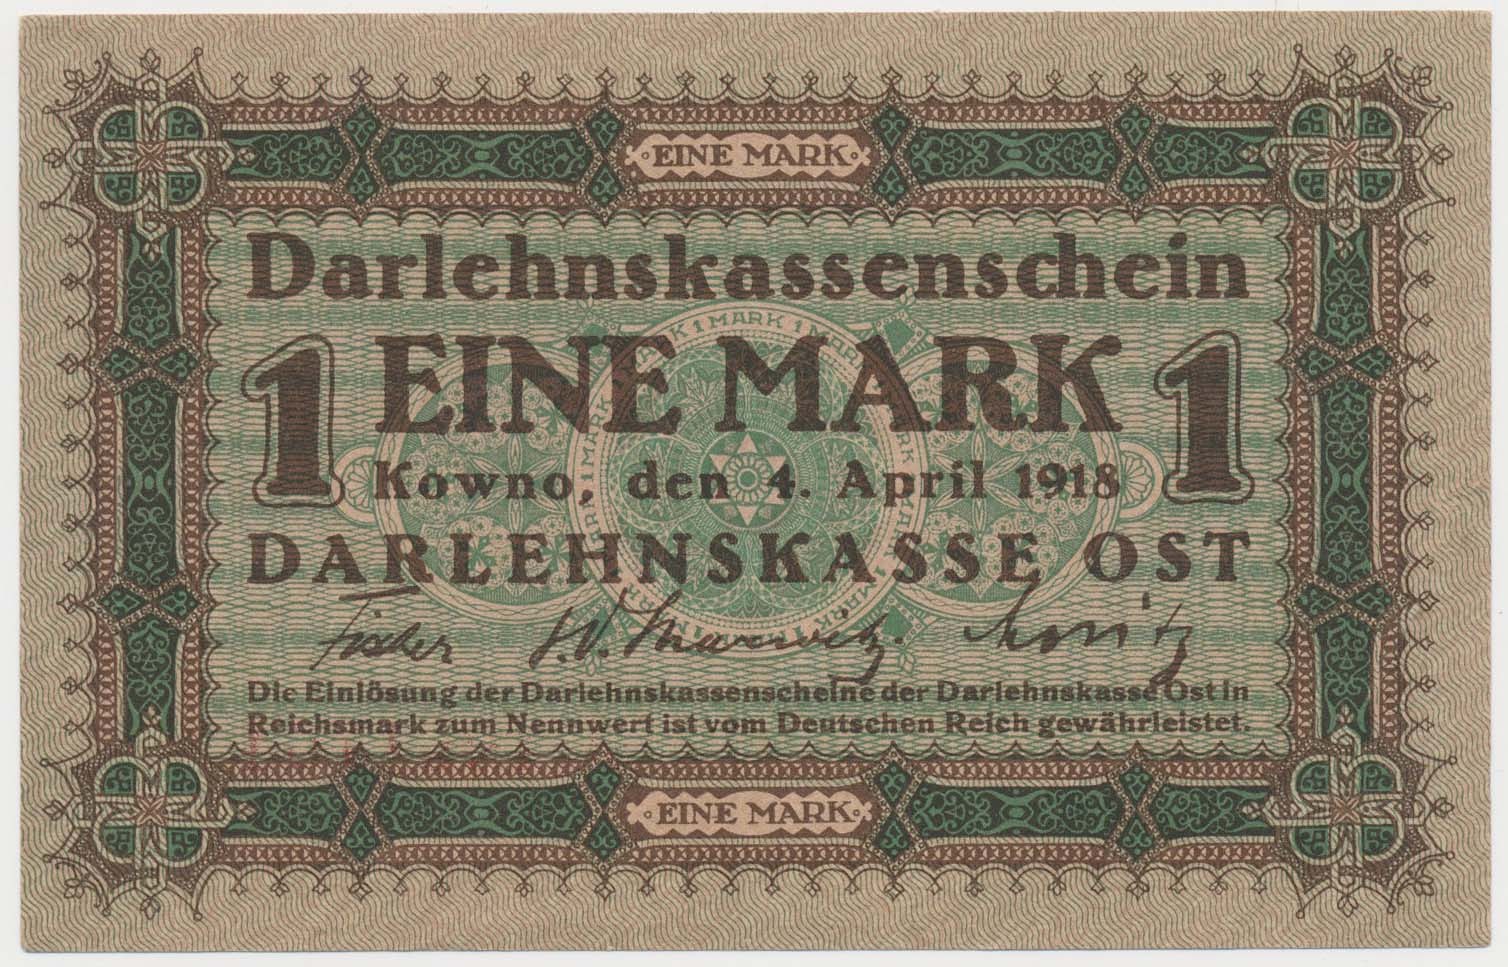 EINE MARK
Darlehnskassenschein
1 EINE MARK 1
Kowno, den 4. April 1918
DARLEHNSKASSE OST
Fischer
Die Einlösung der Darlehnskassenscheine der Darlehnskasse Ost in
Reichsmark zum Nennwert ist vom Deutschen Reich gewährleistet.
EINE MARK